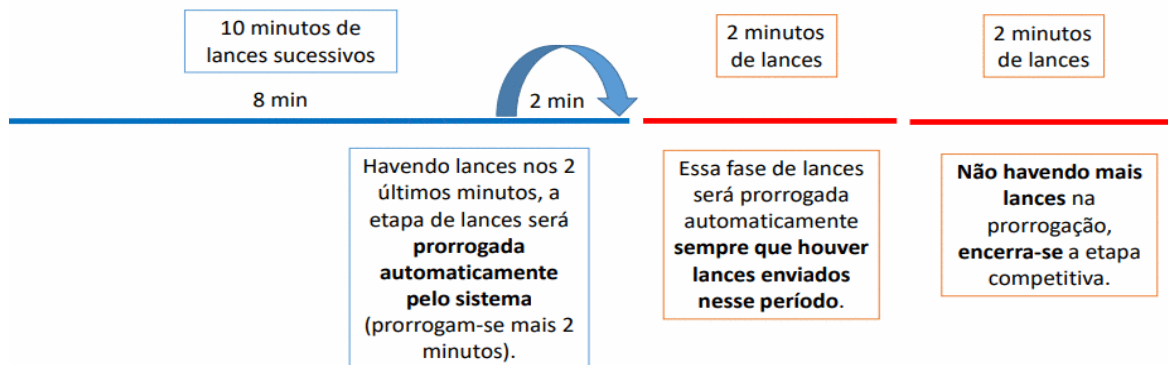 10 minutos de
lances sucessivos
8 min
2 min
2 minutos
de lances
2 minutos
de lances
Havendo lances nos 2
últimos minutos, a
etapa de lances será
prorrogada
automaticamente
pelo sistema
(prorrogam-se mais 2
minutos).
Essa fase de lances
será prorrogada
automaticamente
sempre que houver
lances enviados
nesse período.
Não havendo mais
lances na
prorrogação,
encerra-se a etapa
competitiva.